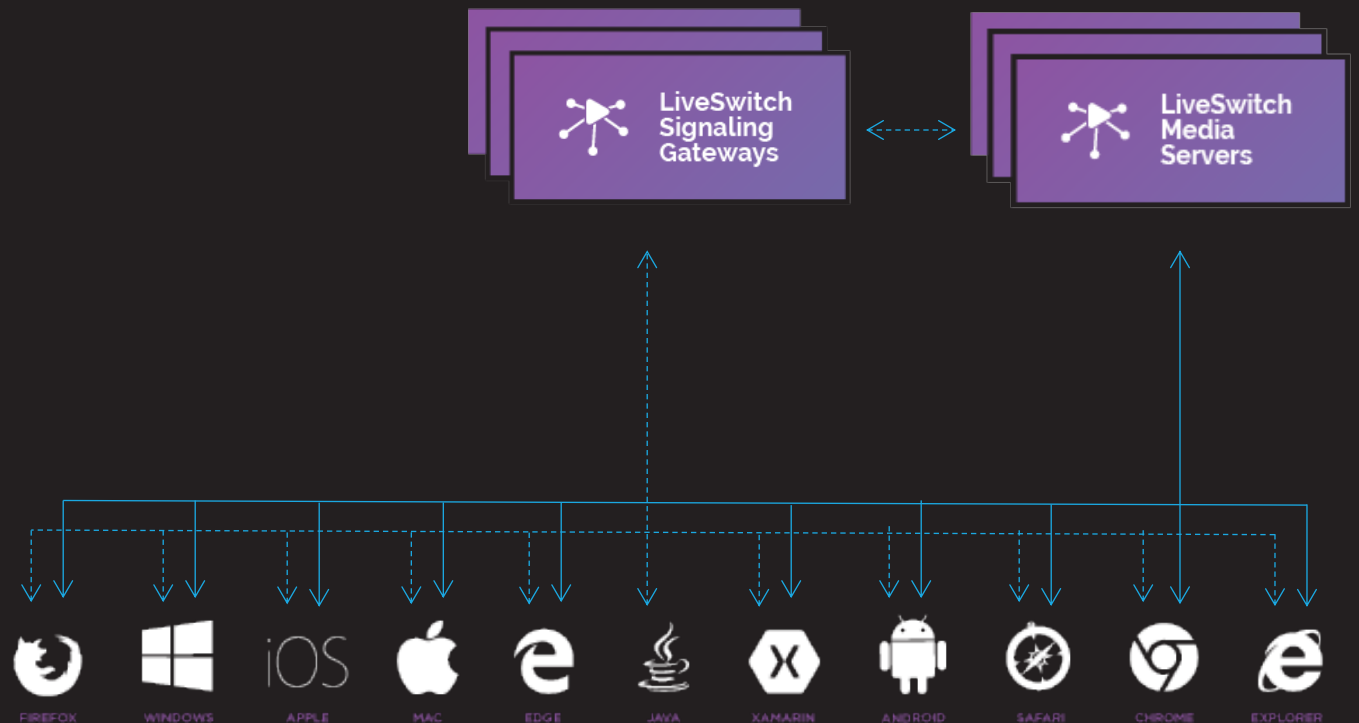 LiveSwitch
Signaling
Gateways
LiveSwitch
Media
Servers
iOS
FIREFOX
WINDOWS
APPLE
MAC
EDGE
JAVA
XAMARIN
ANDROID
SAFARI
CHROME
EXPLORER